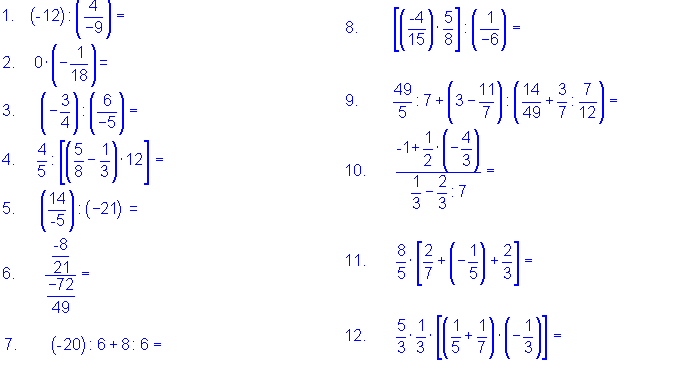 1. (-12) : (4/−9) =
2. 0 · (−1/18) =
3. (−3/4) : (6/−5) =
4. 4/5 : [(5/8 − 1/3) · 12] =
5. (14/-5) : (−21) =
6. (-8/21)/(−72/49) =
7. (-20) : 6 + 8 : 6 =
8. [(-4/15) · 5/8] : (1/−6) =
9. 49/5 : 7 + (3 − 11/7) : (14/49 + 3/7 : 7/12) =
10. (-1+1/2 · (−4/3))/(1/3 − 2/3 : 7) =
11. 8/5 · [2/7 + (−1/5) + 2/3] =
12. 5/3 · 1/3 · [(1/5 + 1/7) · (−1/3)] =